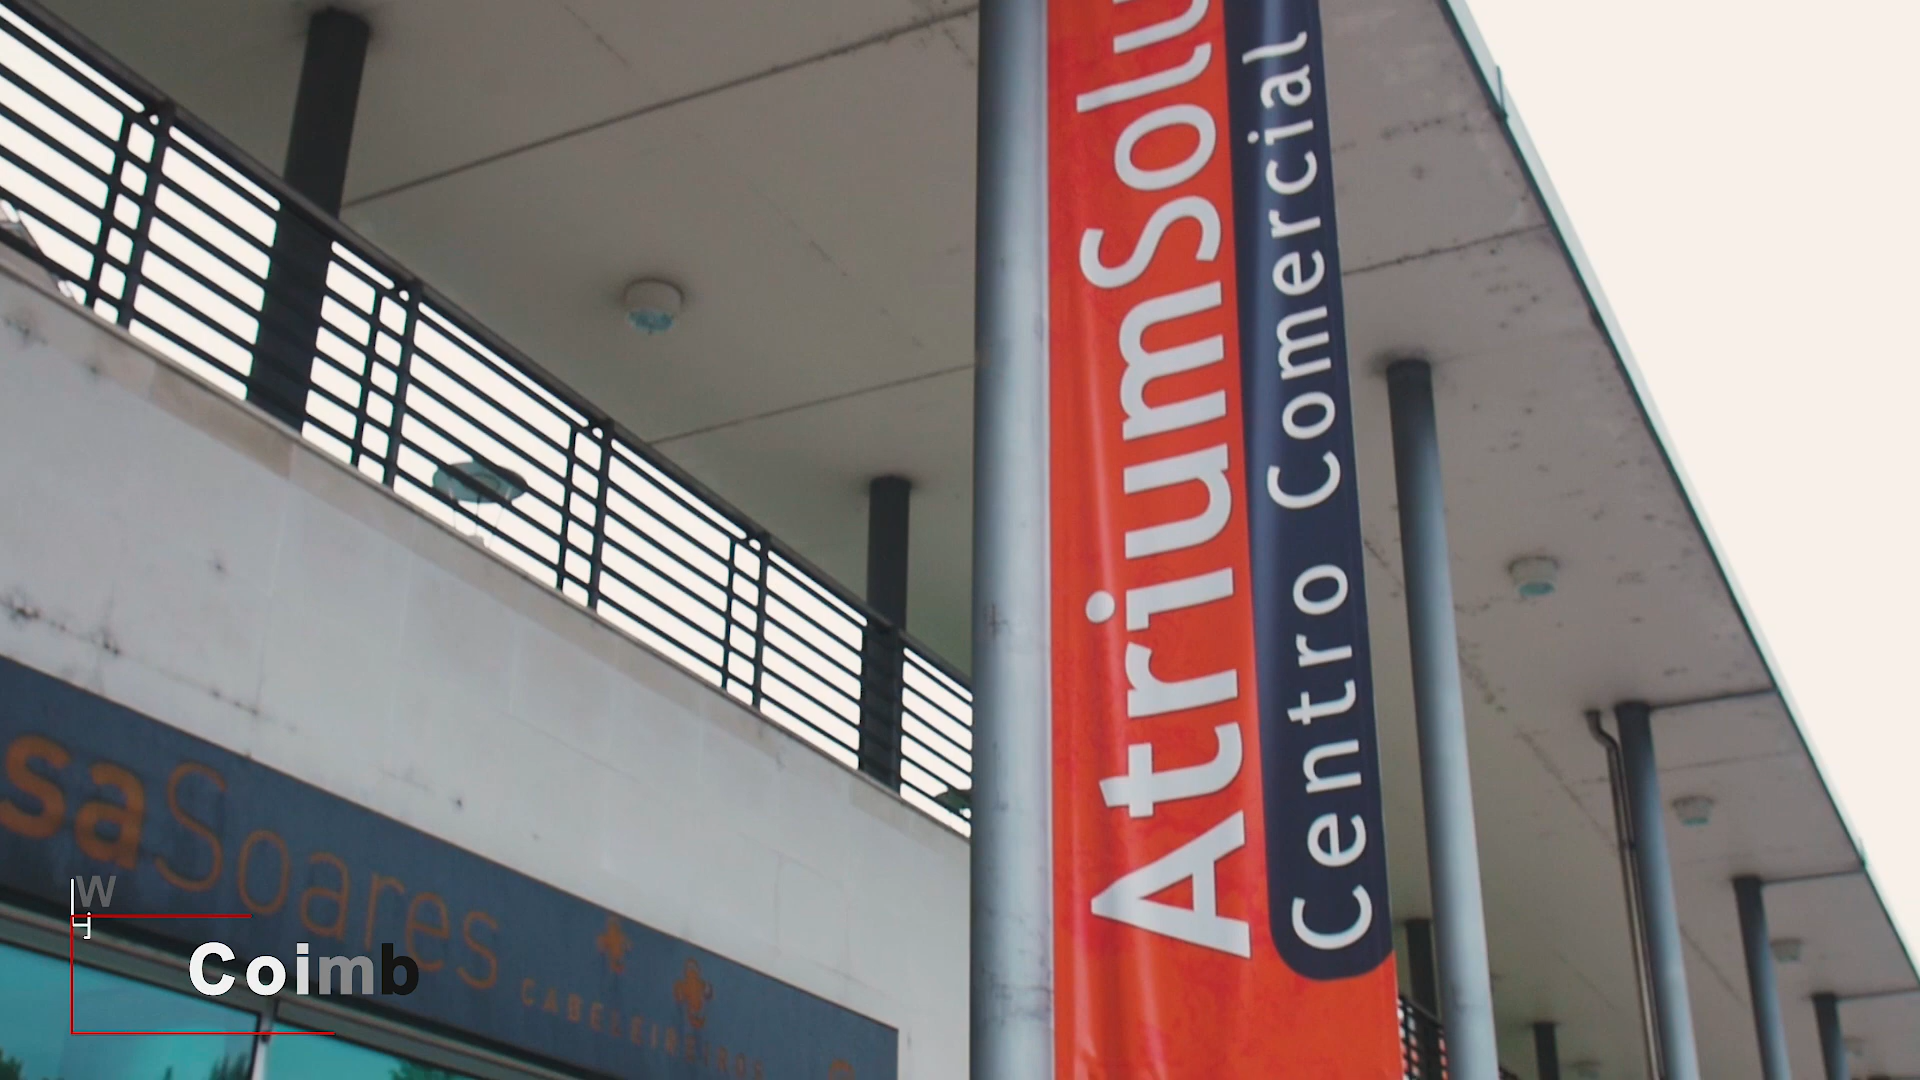 AtriumSolu
Centro Comercial
saSoares
CABELEIREIROS
W
Coimb